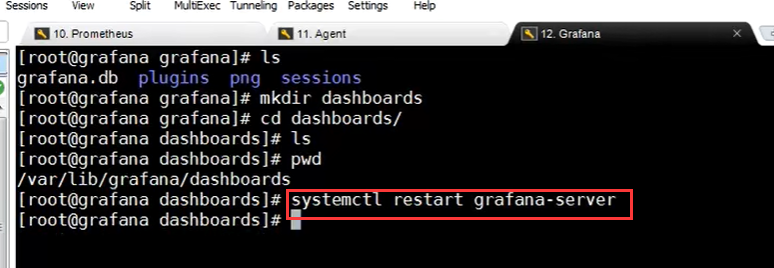 Sessions View Split MultiExec Tunneling Packages Settings Help
10. Prometheus 11. Agent 12. Grafana
[root@grafana grafana]# ls
grafana.db plugins png sessions
[root@grafana grafana]# mkdir dashboards
[root@grafana grafana]# cd dashboards/
[root@grafana dashboards]# ls
[root@grafana dashboards]# pwd
/var/lib/grafana/dashboards
[root@grafana dashboards]# systemctl restart grafana-server
[root@grafana dashboards]#